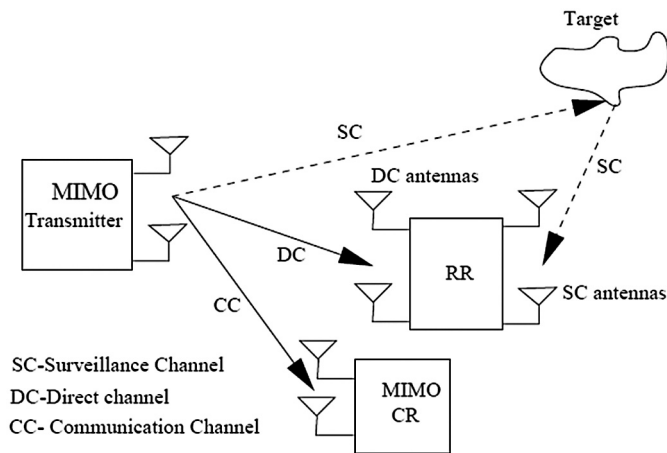 Target
SC
SC
MIMO
Transmitter
DC antennas
DC
RR
CC
SC antennas
SC-Surveillance Channel
DC-Direct channel
CC- Communication Channel
MIMO
CR